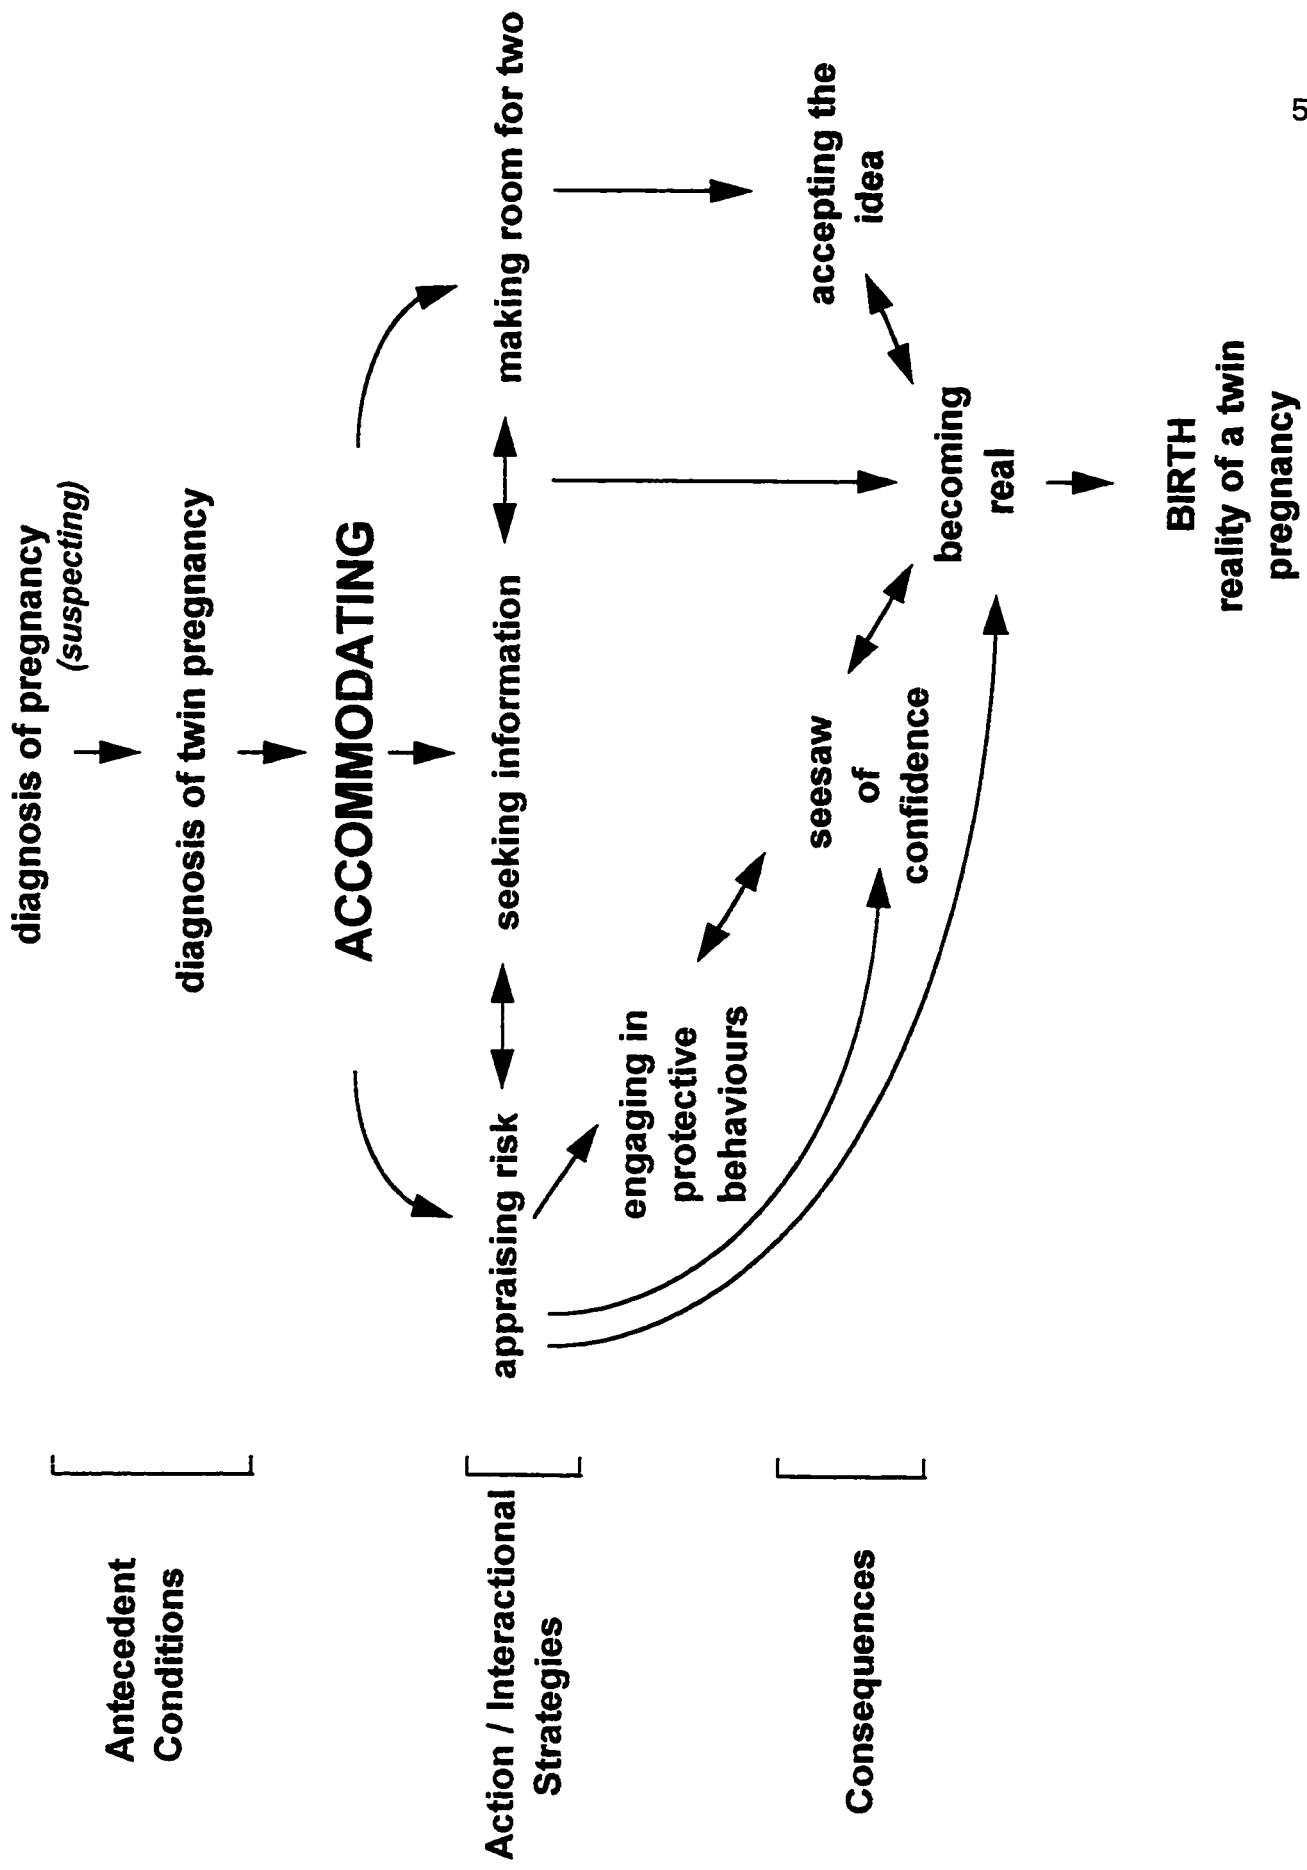 diagnosis of pregnancy
(suspecting)
Antecedent
Conditions
diagnosis of twin pregnancy
ACCOMMODATING
Action / Interactional
Strategies
appraising risk
seeking information
making room for two
engaging in
protective
behaviours
Consequences
seesaw
of
confidence
accepting the
idea
becoming
real
BIRTH
reality of a twin
pregnancy
5